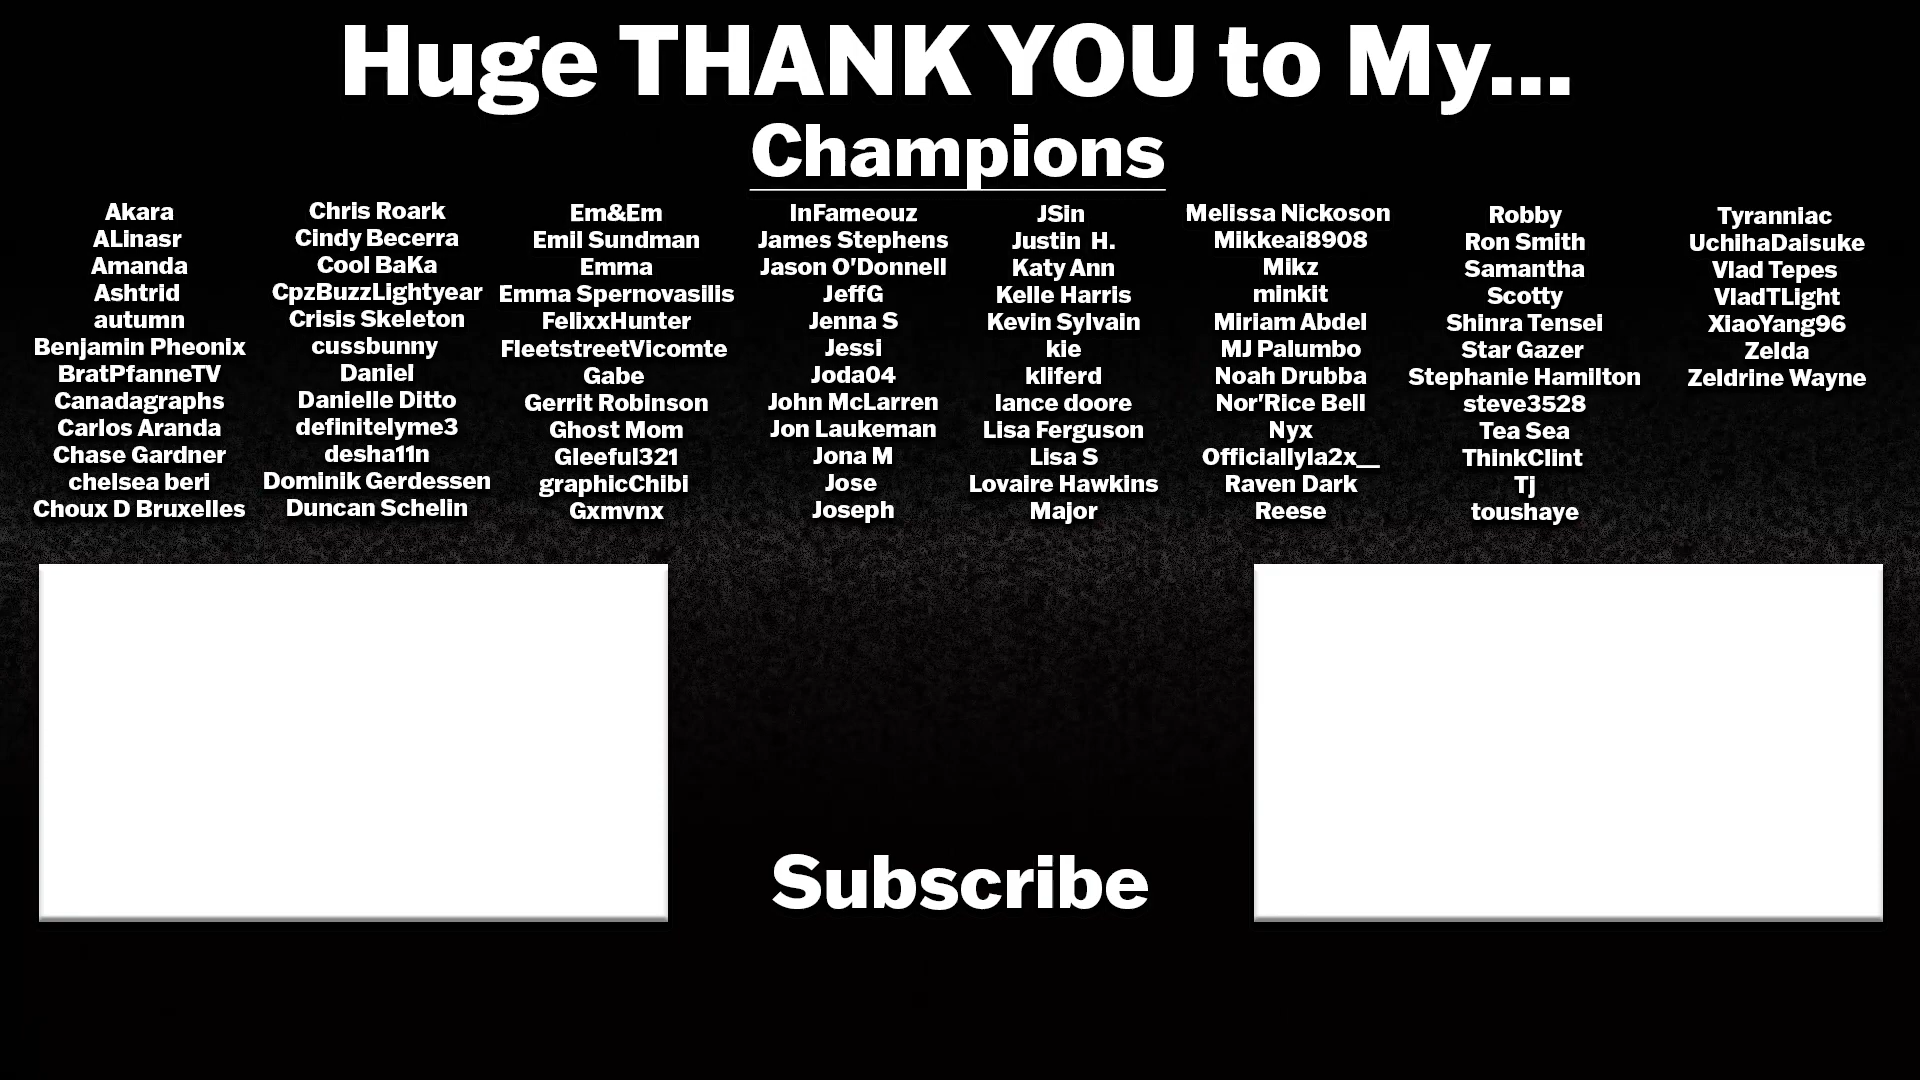 Huge THANK YOU to My...
Champions
Akara
ALinasr
Amanda
Ashtrid
autumn
Benjamin Pheonix
BratPfanneTV
Canadagraphs
Carlos Aranda
Chase Gardner
chelsea beri
Choux D Bruxelles
Chris Roark
Cindy Becerra
Cool BaKa
CpzBuzzLightyear
Crisis Skeleton
cussbunny
Daniel
Danielle Ditto
definitelyme3
desha11n
Dominik Gerdessen
Duncan Schelin
Em&Em
Emil Sundman
Emma
Emma Spernovasilis
FelixxHunter
FleetstreetVicomte
Gabe
Gerrit Robinson
Ghost Mom
Gleeful321
graphicChibi
Gxmvnx
InFameouz
James Stephens
Jason O'Donnell
JeffG
Jenna S
Jessi
Joda04
John McLarren
Jon Laukeman
Jona M
Jose
Joseph
JSin
Justin H.
Katy Ann
Kelle Harris
Kevin Sylvain
kie
kliferd
lance doore
Lisa Ferguson
Lisa S
Lovaire Hawkins
Major
Melissa Nickoson
Mikkeai8908
Mikz
minkit
Miriam Abdel
MJ Palumbo
Noah Drubba
Nor'Rice Bell
Nyx
Officiallyla2x__
Raven Dark
Reese
Robby
Ron Smith
Samantha
Scotty
Shinra Tensei
Star Gazer
Stephanie Hamilton
steve3528
Tea Sea
ThinkClint
Tj
toushaye
Tyranniac
UchihaDaisuke
Vlad Tepes
VladTLight
XiaoYang96
Zelda
Zeldrine Wayne
Subscribe